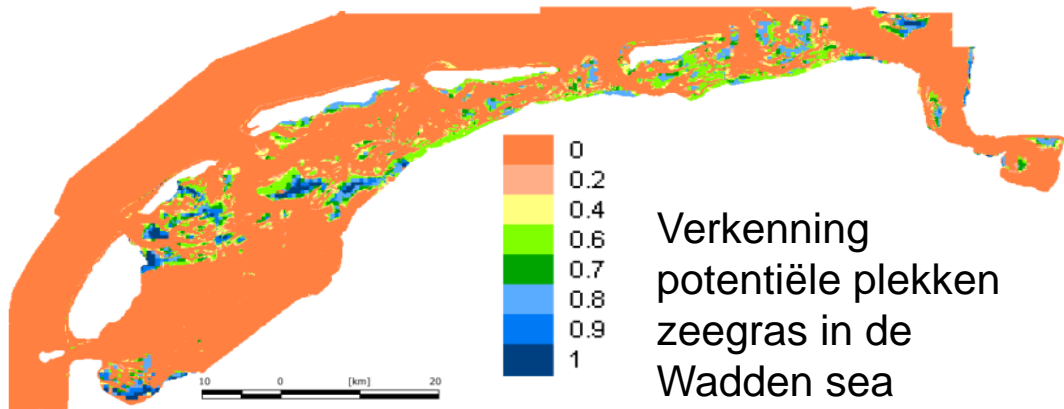 0
0.2
0.4
0.6
0.7
0.8
0.9
1
Verkenning
potentiële plekken
zeegras in de
Wadden sea
10 0 [km] 20